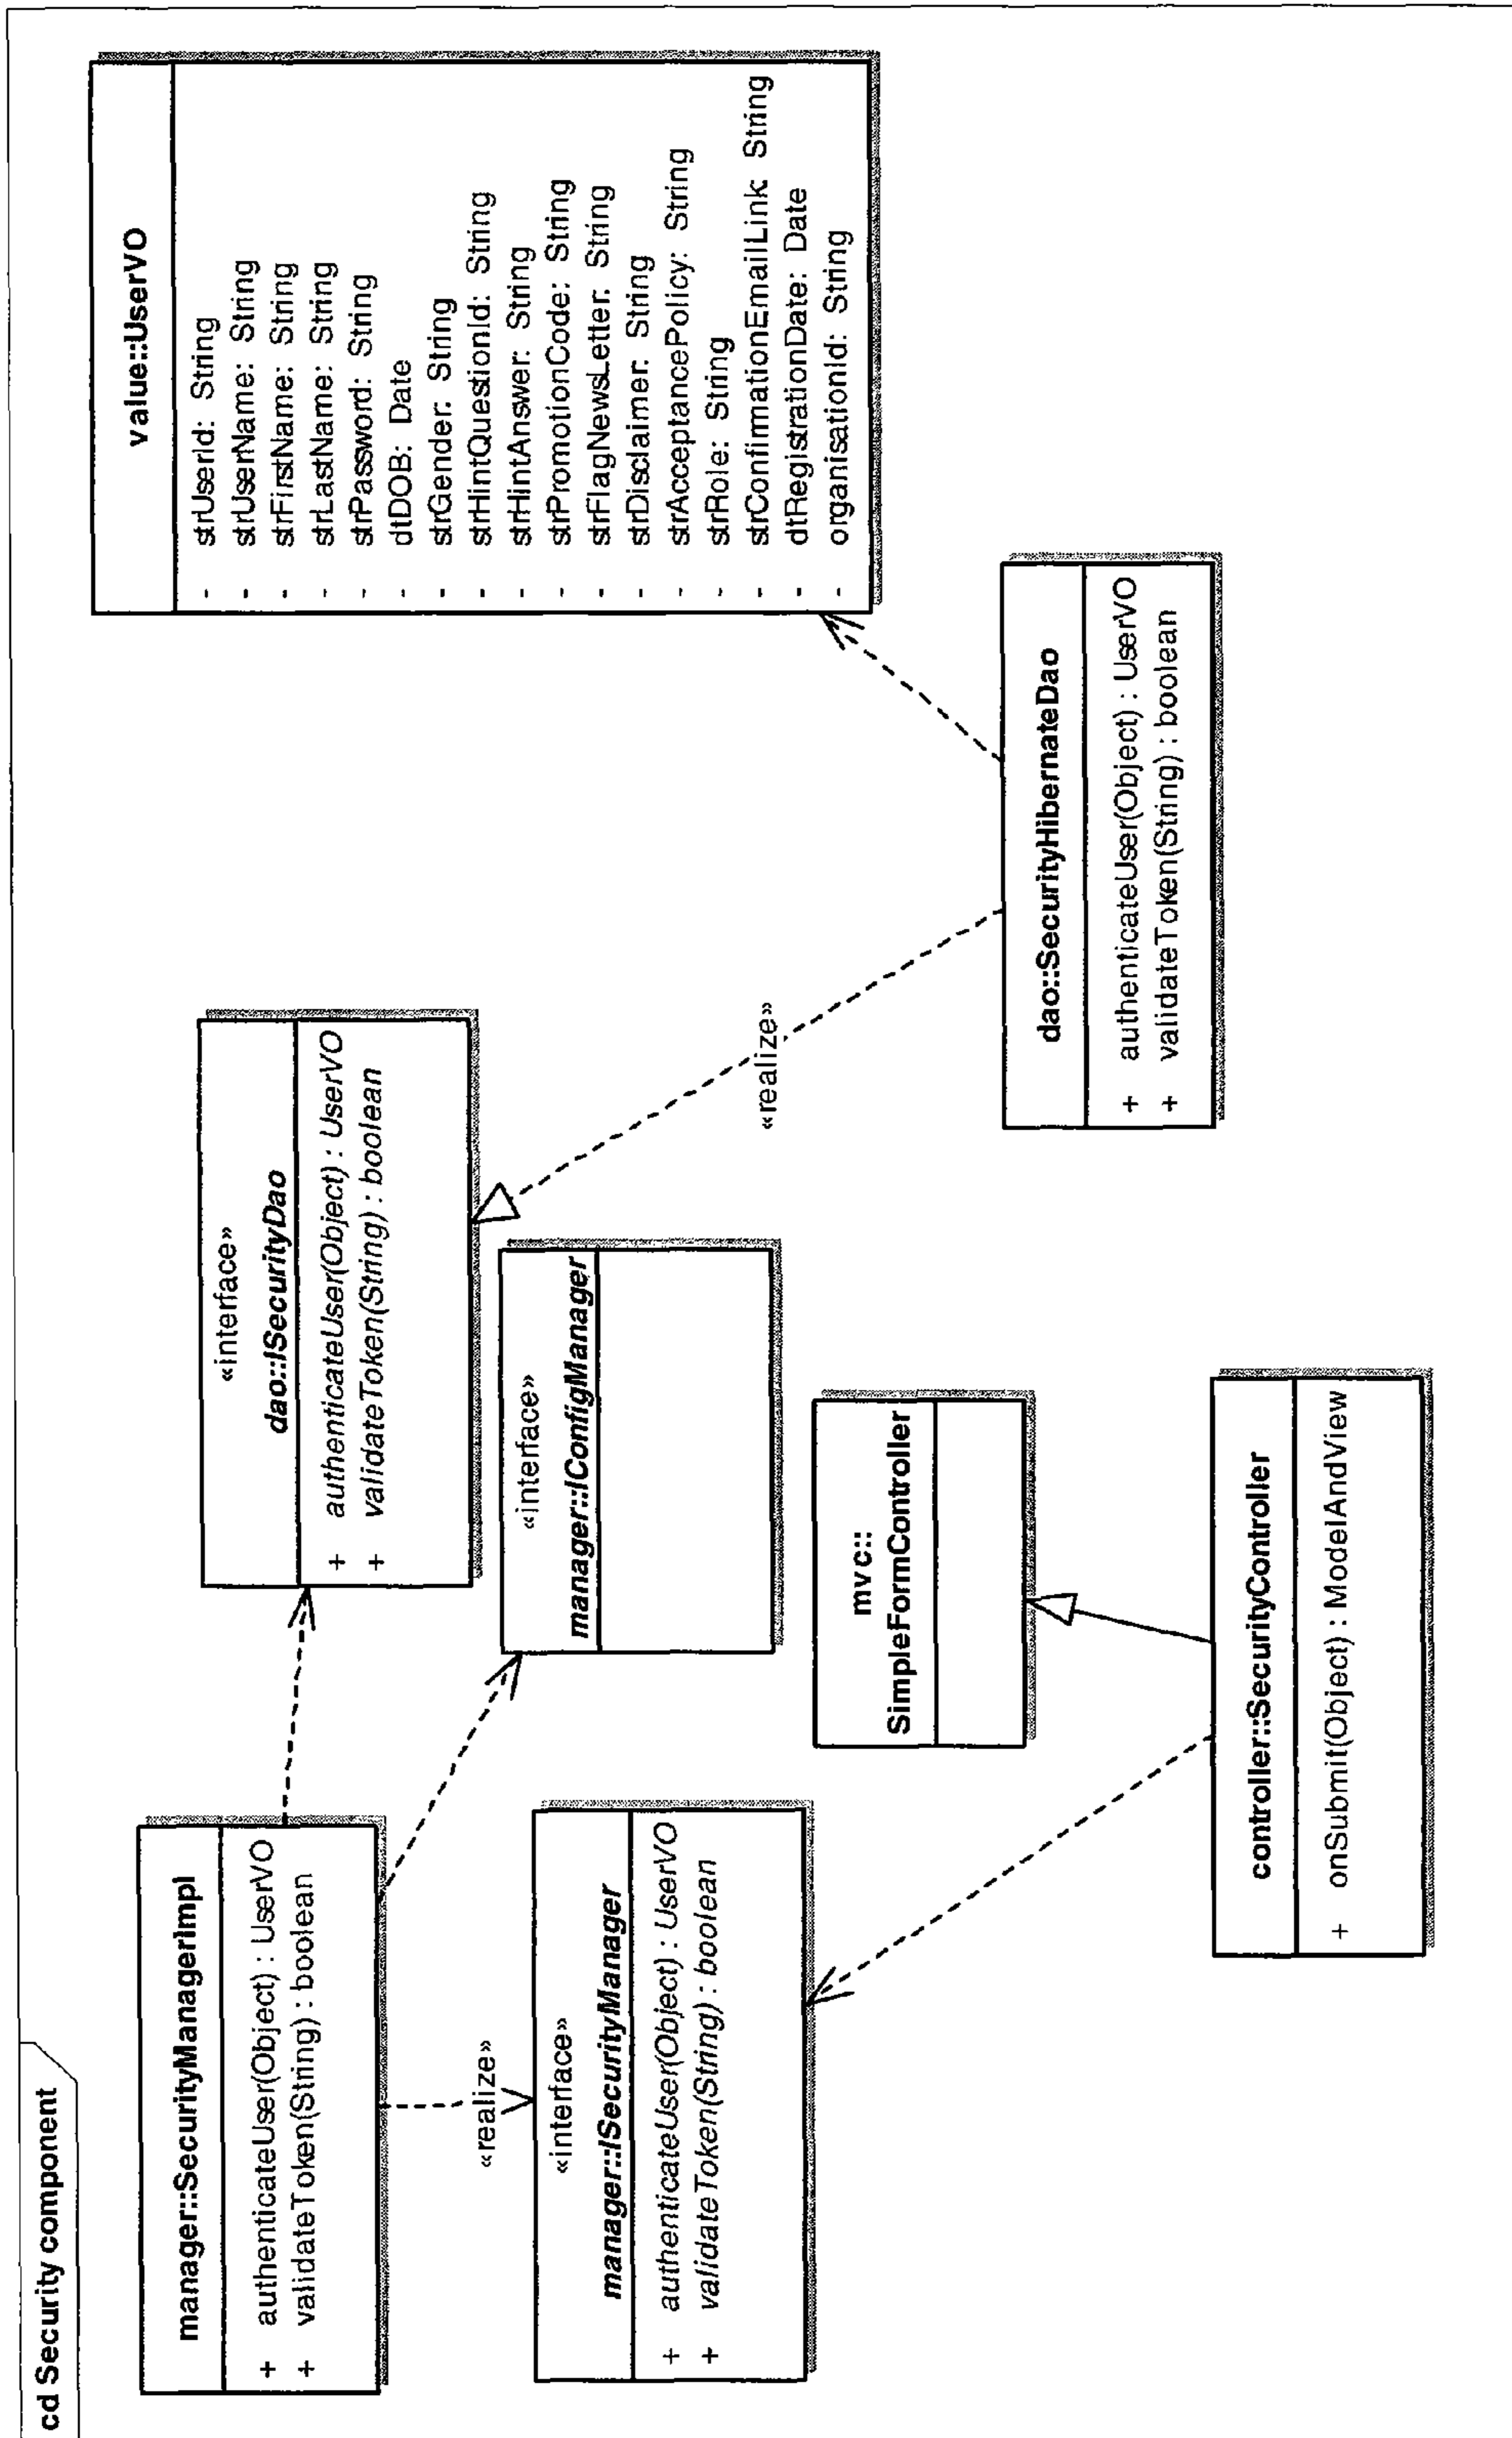 cd Security component
manager::SecurityManagerImpl
+ authenticateUser(Object) : UserVO
+ validateToken(String) : boolean
«realize»
«interface»
manager::ISecurityManager
+ authenticateUser(Object) : UserVO
+ validateToken(String) : boolean
«interface»
dao::ISecurityDao
+ authenticateUser(Object) : UserVO
+ validateToken(String) : boolean
«interface»
manager::IConfigManager
mvc::
SimpleFormController
controller::SecurityController
+ onSubmit(Object) : ModelAndView
«realize»
dao::SecurityHibernateDao
+ authenticateUser(Object) : UserVO
+ validateToken(String) : boolean
value::UserVO
- strUserId: String
- strUserName: String
- strFirstName: String
- strLastName: String
- strPassword: String
- dtDOB: Date
- strGender: String
- strHintQuestionId: String
- strHintAnswer: String
- strPromotionCode: String
- strFlagNewsLetter: String
- strDisclaimer: String
- strAcceptancePolicy: String
- strRole: String
- strConfirmationEmailLink: String
- dtRegistrationDate: Date
- organisationId: String